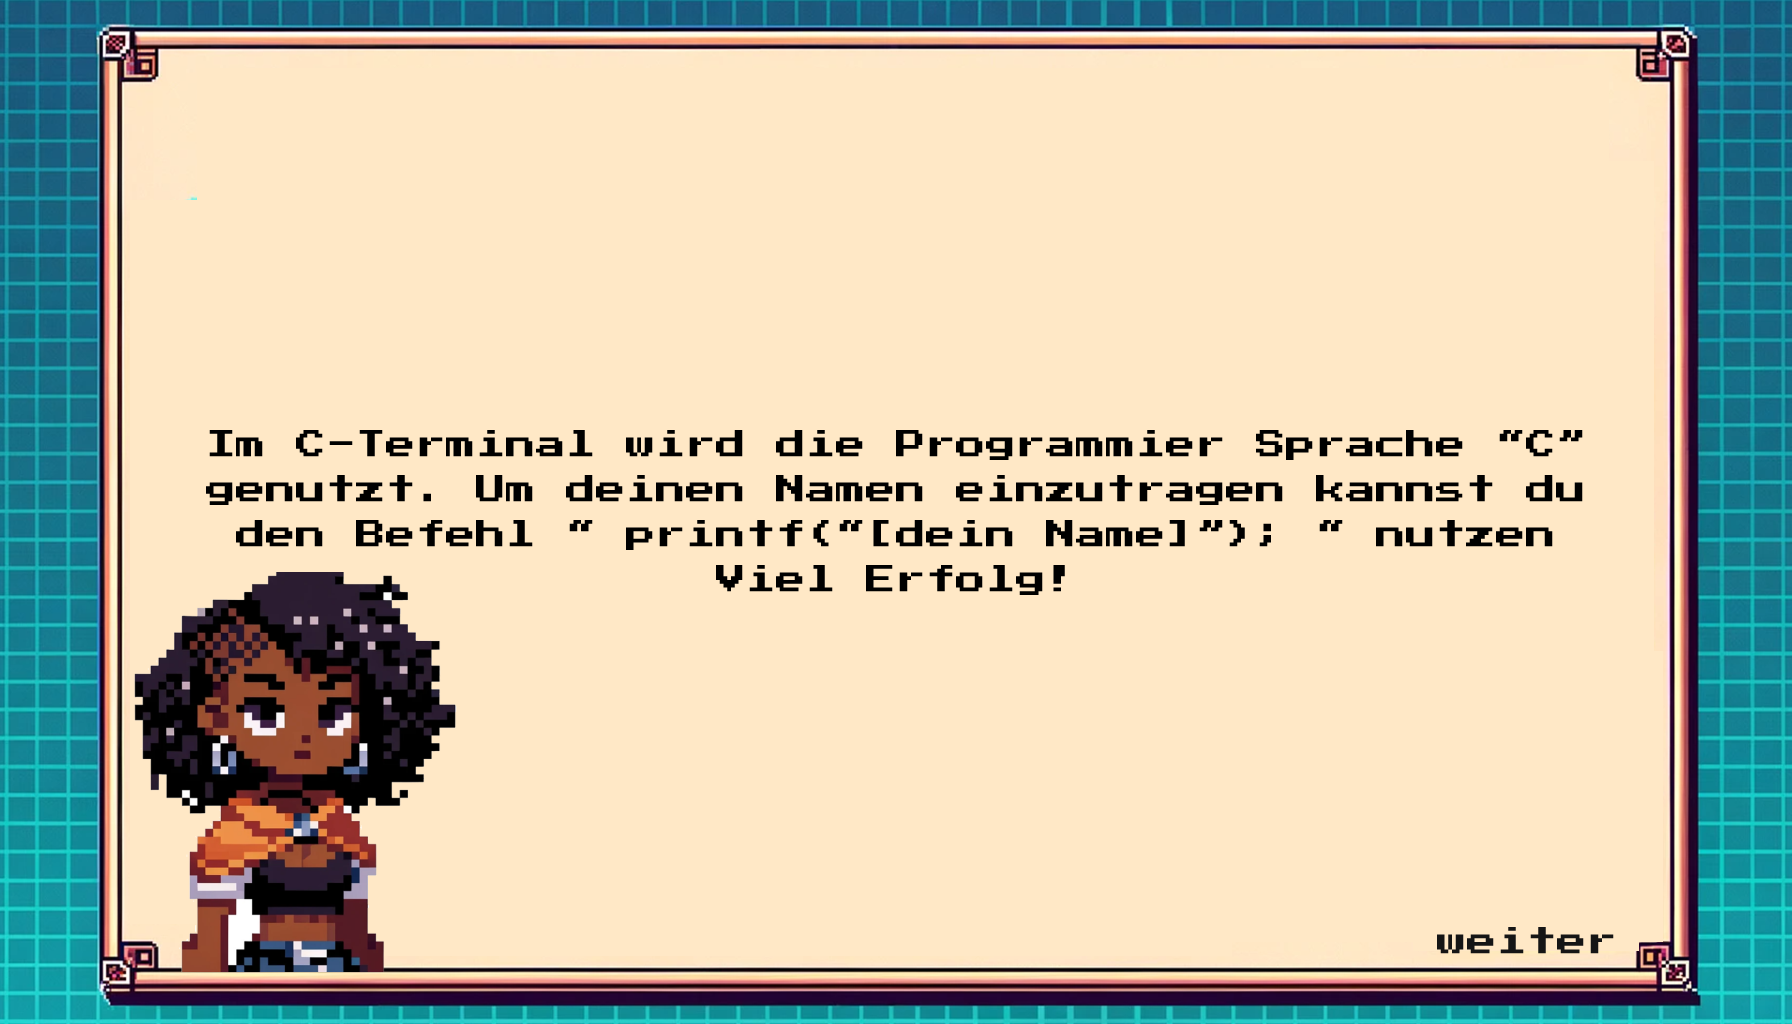 Im C-Terminal wird die Programmier Sprache “C”
genutzt. Um deinen Namen einzutragen kannst du
den Befehl “ printf(“[dein Name]”); “ nutzen
Viel Erfolg!
weiter